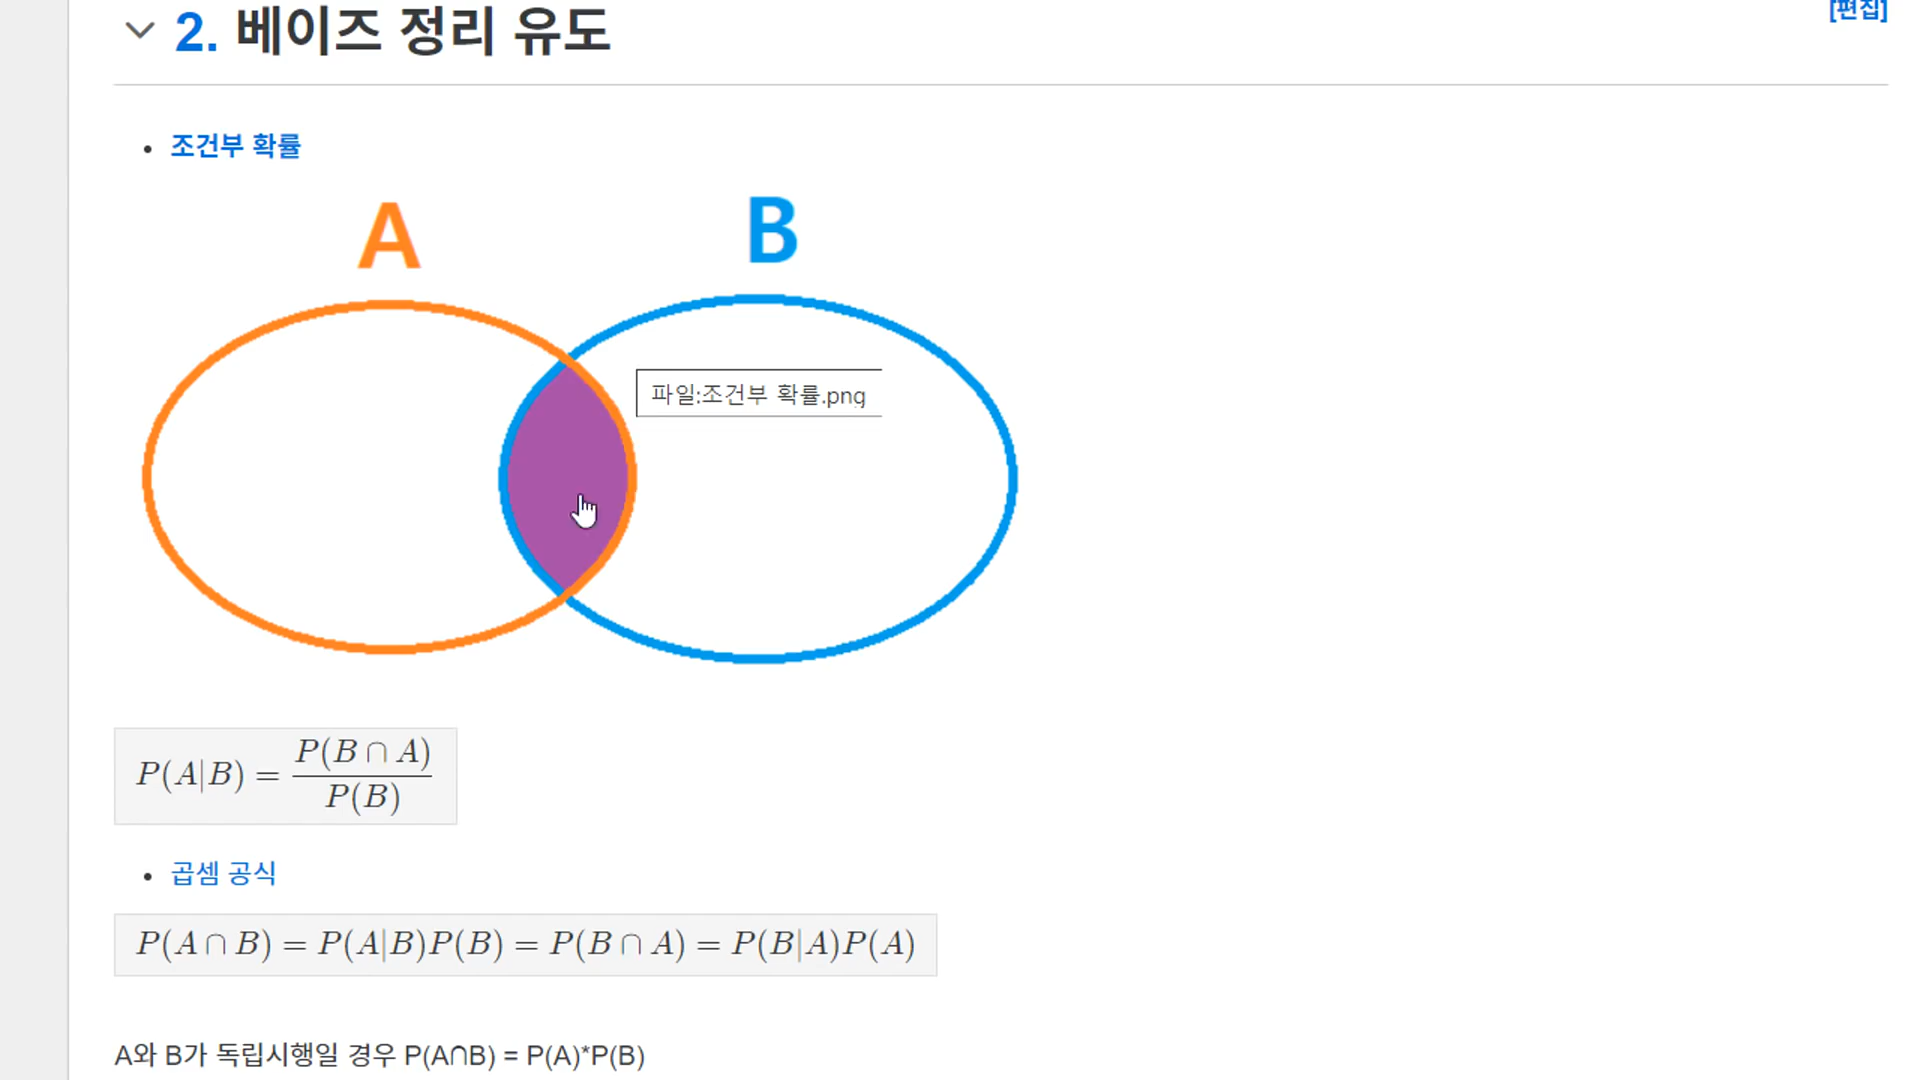 2. 베이즈 정리 유도
[편집]
조건부 확률
A
B
파일:조건부 확률.png
P(A|B) = P(B ∩ A) / P(B)
곱셈 공식
P(A ∩ B) = P(A|B)P(B) = P(B ∩ A) = P(B|A)P(A)
A와 B가 독립시행일 경우 P(A∩B) = P(A)*P(B)